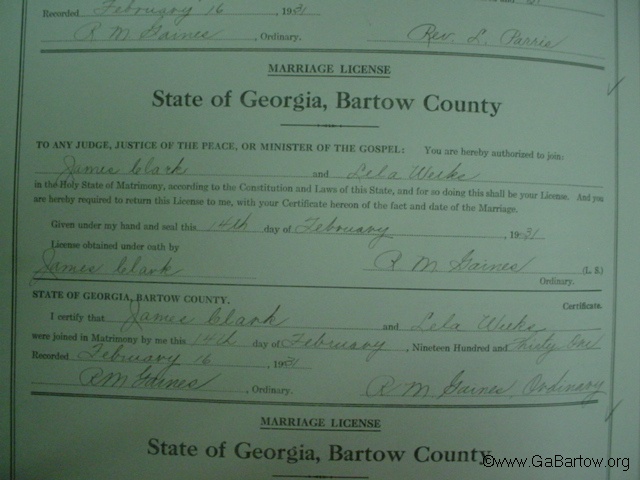 Recorded February 16, 1931
R M Gaines, Ordinary. Rev. L. Parris
MARRIAGE LICENSE
State of Georgia, Bartow County
TO ANY JUDGE, JUSTICE OF THE PEACE, OR MINISTER OF THE GOSPEL: You are hereby authorized to join:
James Clark and Lela Weeks
in the Holy State of Matrimony, according to the Constitution and Laws of this State, and for so doing this shall be your License. And you
are hereby required to return this License to me, with your Certificate hereon of the fact and date of the Marriage.
Given under my hand and seal this 14th day of February, 1931
License obtained under oath by
James Clark R M Gaines (L. S.)
Ordinary.
STATE OF GEORGIA, BARTOW COUNTY. Certificate.
I certify that James Clark and Lela Weeks
were joined in Matrimony by me this 14th day of February, Nineteen Hundred and Thirty One
Recorded February 16, 1931
R M Gaines, Ordinary. R M Gaines, Ordinary
MARRIAGE LICENSE
State of Georgia, Bartow County
©www.GaBartow.org